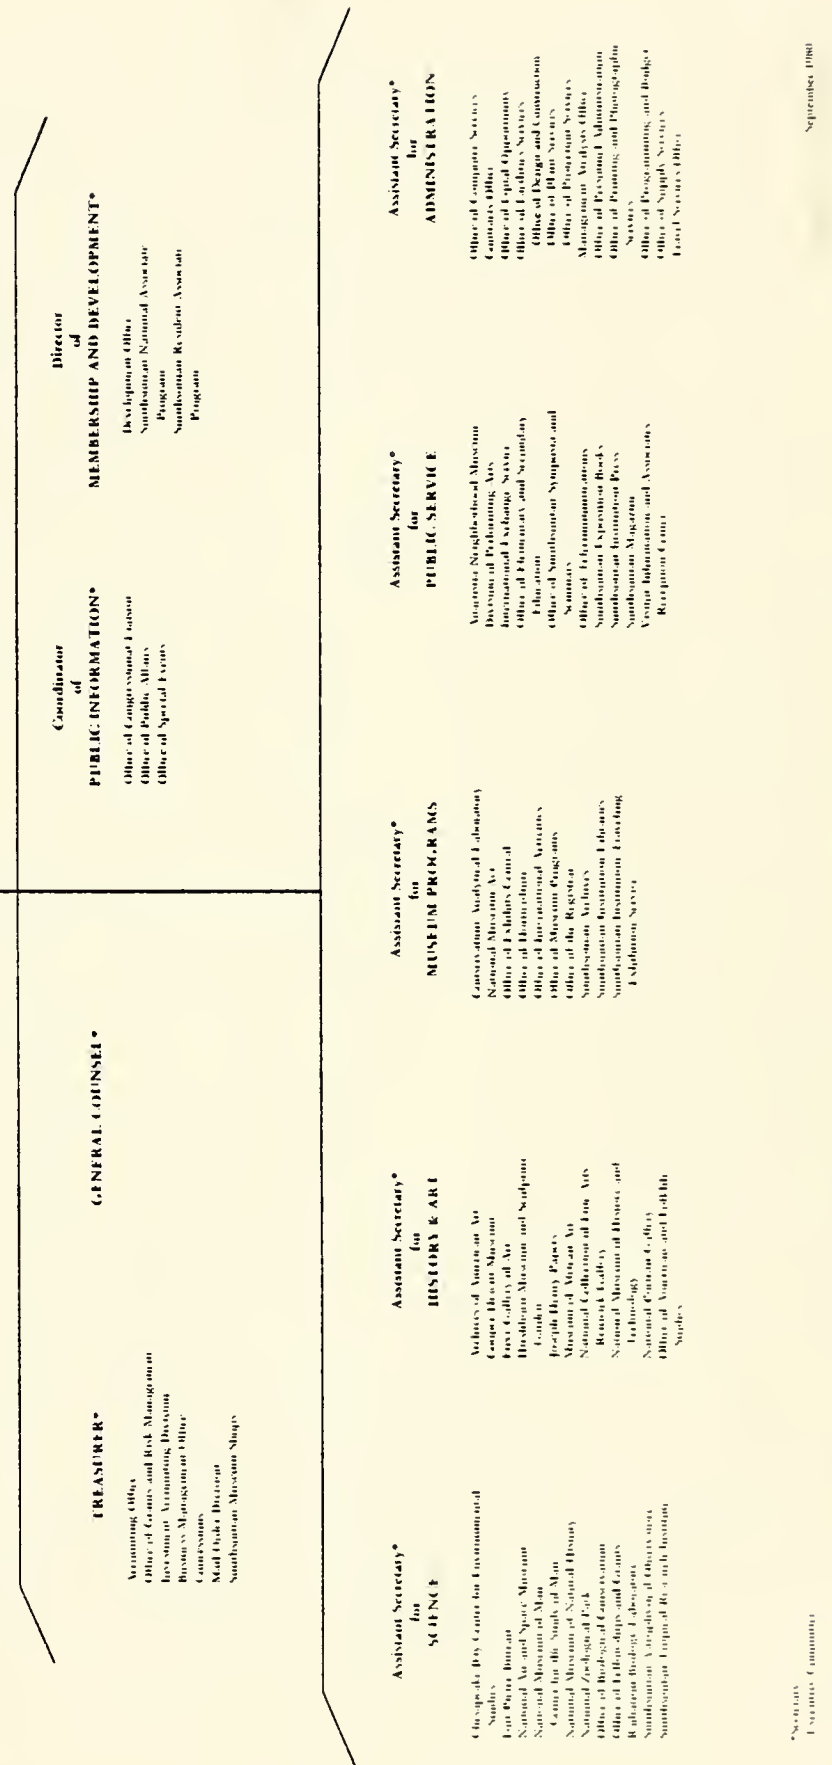 TREASURER*
Accounting Office
Office of Grants and Risk Management
Investment Accounting Division
Business Management Office
Concessions
Mail Order Division
Smithsonian Museum Shops
GENERAL COUNSEL*
Coordinator
of
PUBLIC INFORMATION*
Office of Congressional Liaison
Office of Public Affairs
Office of Special Events
Director
of
MEMBERSHIP AND DEVELOPMENT*
Development Office
Smithsonian National Associate
Program
Smithsonian Resident Associate
Program
Assistant Secretary*
for
SCIENCE
Chesapeake Bay Center for Environmental
Studies
Fort Pierce Bureau
National Air and Space Museum
National Museum of Man
Center for the Study of Man
National Museum of Natural History
National Zoological Park
Office of Biological Conservation
Office of Fellowships and Grants
Radiation Biology Laboratory
Smithsonian Astrophysical Observatory
Smithsonian Tropical Research Institute
Assistant Secretary*
for
HISTORY & ART
Archives of American Art
Cooper-Hewitt Museum
Freer Gallery of Art
Hirshhorn Museum and Sculpture
Garden
Joseph Henry Papers
Museum of African Art
National Collection of Fine Arts
Renwick Gallery
National Museum of History and
Technology
National Portrait Gallery
Office of American and Folklife
Studies
Assistant Secretary*
for
MUSEUM PROGRAMS
Conservation Analytical Laboratory
National Museum Act
Office of Exhibits Central
Office of Horticulture
Office of International Activities
Office of Museum Programs
Office of the Registrar
Smithsonian Archives
Smithsonian Institution Libraries
Smithsonian Institution Traveling
Exhibition Service
Assistant Secretary*
for
PUBLIC SERVICE
Anacostia Neighborhood Museum
Division of Performing Arts
International Exchange Service
Office of Elementary and Secondary
Education
Office of Smithsonian Symposia and
Seminars
Office of Telecommunications
Smithsonian Exposition Books
Smithsonian Institution Press
Smithsonian Magazine
Visitor Information and Associates'
Reception Center
Assistant Secretary*
for
ADMINISTRATION
Office of Computer Services
Contracts Office
Office of Equal Opportunity
Office of Facilities Services
Office of Design and Construction
Office of Plant Services
Office of Protection Services
Management Analysis Office
Office of Personnel Administration
Office of Printing and Photographic
Services
Office of Programming and Budget
Office of Supply Services
Travel Services Office
*Secretary's
Executive Committee
September 1980